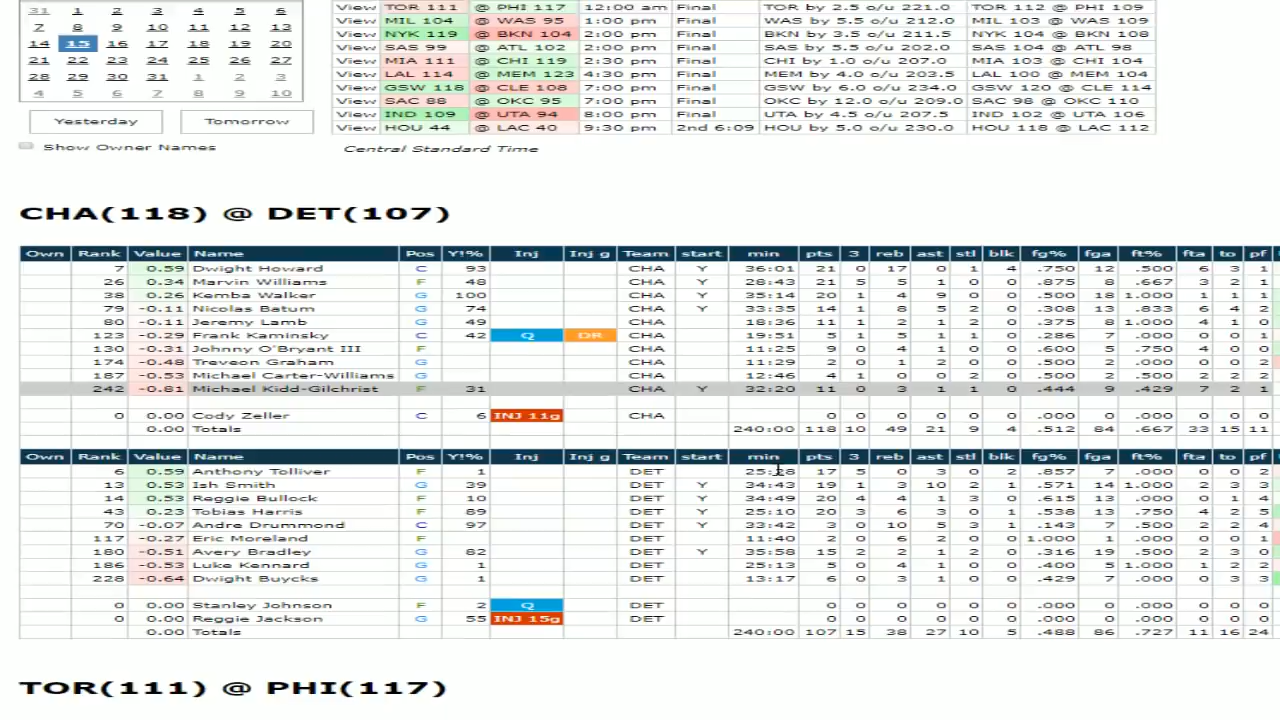 31 1 2 3 4 5 6
7 8 9 10 11 12 13
14 15 16 17 18 19 20
21 22 23 24 25 26 27
28 29 30 31 1 2 3
4 5 6 7 8 9 10
Yesterday Tomorrow
Show Owner Names
View TOR 111 @ PHI 117 12:00 am Final TOR by 2.5 o/u 221.0 TOR 112 @ PHI 109
View MIL 104 @ WAS 95 1:00 pm Final WAS by 5.5 o/u 212.0 MIL 103 @ WAS 109
View NYK 119 @ BKN 104 2:00 pm Final BKN by 3.5 o/u 211.5 NYK 104 @ BKN 108
View SAS 99 @ ATL 102 2:00 pm Final SAS by 5.5 o/u 202.0 SAS 104 @ ATL 98
View MIA 111 @ CHI 119 2:30 pm Final CHI by 1.0 o/u 207.0 MIA 103 @ CHI 104
View LAL 114 @ MEM 123 4:30 pm Final MEM by 4.0 o/u 203.5 LAL 100 @ MEM 104
View GSW 118 @ CLE 108 7:00 pm Final GSW by 6.0 o/u 234.0 GSW 120 @ CLE 114
View SAC 88 @ OKC 95 7:00 pm Final OKC by 12.0 o/u 209.0 SAC 98 @ OKC 110
View IND 109 @ UTA 94 8:00 pm Final UTA by 4.5 o/u 207.5 IND 102 @ UTA 106
View HOU 44 @ LAC 40 9:30 pm 2nd 6:09 HOU by 5.0 o/u 230.0 HOU 118 @ LAC 112
Central Standard Time
CHA(118) @ DET(107)
Own Rank Value Name Pos Y!% Inj Inj g Team start min pts 3 reb ast stl blk fg% fga ft% fta to pf
7 0.59 Dwight Howard C 93 CHA Y 36:01 21 0 17 0 1 4 .750 12 .500 6 3 1
26 0.34 Marvin Williams F 48 CHA Y 28:43 21 5 5 1 0 0 .875 8 .667 3 2 1
38 0.26 Kemba Walker G 100 CHA Y 35:14 20 1 4 9 0 0 .500 18 1.000 1 1 1
79 -0.11 Nicolas Batum G 74 CHA Y 33:35 14 1 8 5 2 0 .308 13 .833 6 4 2
80 -0.11 Jeremy Lamb G 49 CHA 18:36 11 1 2 1 2 0 .375 8 1.000 4 1 0
123 -0.29 Frank Kaminsky C 42 Q DR CHA 19:51 5 1 5 1 1 0 .286 7 .000 0 0 1
130 -0.31 Johnny O'Bryant III F CHA 11:25 9 0 4 1 0 0 .600 5 .750 4 0 0
174 -0.48 Treveon Graham G CHA 11:29 2 0 1 0 1 0 .500 2 .000 0 0 2
187 -0.53 Michael Carter-Williams G CHA 12:46 4 1 0 0 2 0 .500 2 .500 2 2 2
242 -0.81 Michael Kidd-Gilchrist F 31 CHA Y 32:20 11 0 3 1 1 0 .444 9 .429 7 2 1
0 0.00 Cody Zeller C 6 INJ 11g CHA 0 0 0 0 0 0 .000 0 .000 0 0 0
0.00 Totals 240:00 118 10 49 21 9 4 .512 84 .667 33 15 11
Own Rank Value Name Pos Y!% Inj Inj g Team start min pts 3 reb ast stl blk fg% fga ft% fta to pf
6 0.59 Anthony Tolliver F 1 DET 25:28 17 5 0 3 0 2 .857 7 .000 0 0 2
13 0.53 Ish Smith G 39 DET Y 34:43 19 1 3 10 2 1 .571 14 1.000 2 3 3
14 0.53 Reggie Bullock F 10 DET Y 34:49 20 4 4 1 3 0 .615 13 .000 0 1 4
43 0.23 Tobias Harris F 89 DET Y 25:10 20 3 6 3 0 1 .538 13 .750 4 2 5
70 -0.07 Andre Drummond C 97 DET Y 33:42 3 0 10 5 3 1 .143 7 .500 2 2 4
117 -0.27 Eric Moreland F DET 11:40 2 0 6 2 0 0 1.000 1 .000 0 1 0
180 -0.51 Avery Bradley G 82 DET Y 35:58 15 2 2 1 2 0 .316 19 .500 2 3 0
186 -0.53 Luke Kennard G 1 DET 25:13 5 0 4 1 0 0 .400 5 1.000 1 2 2
228 -0.64 Dwight Buycks G 1 DET 13:17 6 0 3 1 0 0 .429 7 .000 0 3 3
0 0.00 Stanley Johnson F 2 Q DET 0 0 0 0 0 0 .000 0 .000 0 0 0
0 0.00 Reggie Jackson G 55 INJ 15g DET 0 0 0 0 0 0 .000 0 .000 0 0 0
0.00 Totals 240:00 107 15 38 27 10 5 .488 86 .727 11 16 24
TOR(111) @ PHI(117)